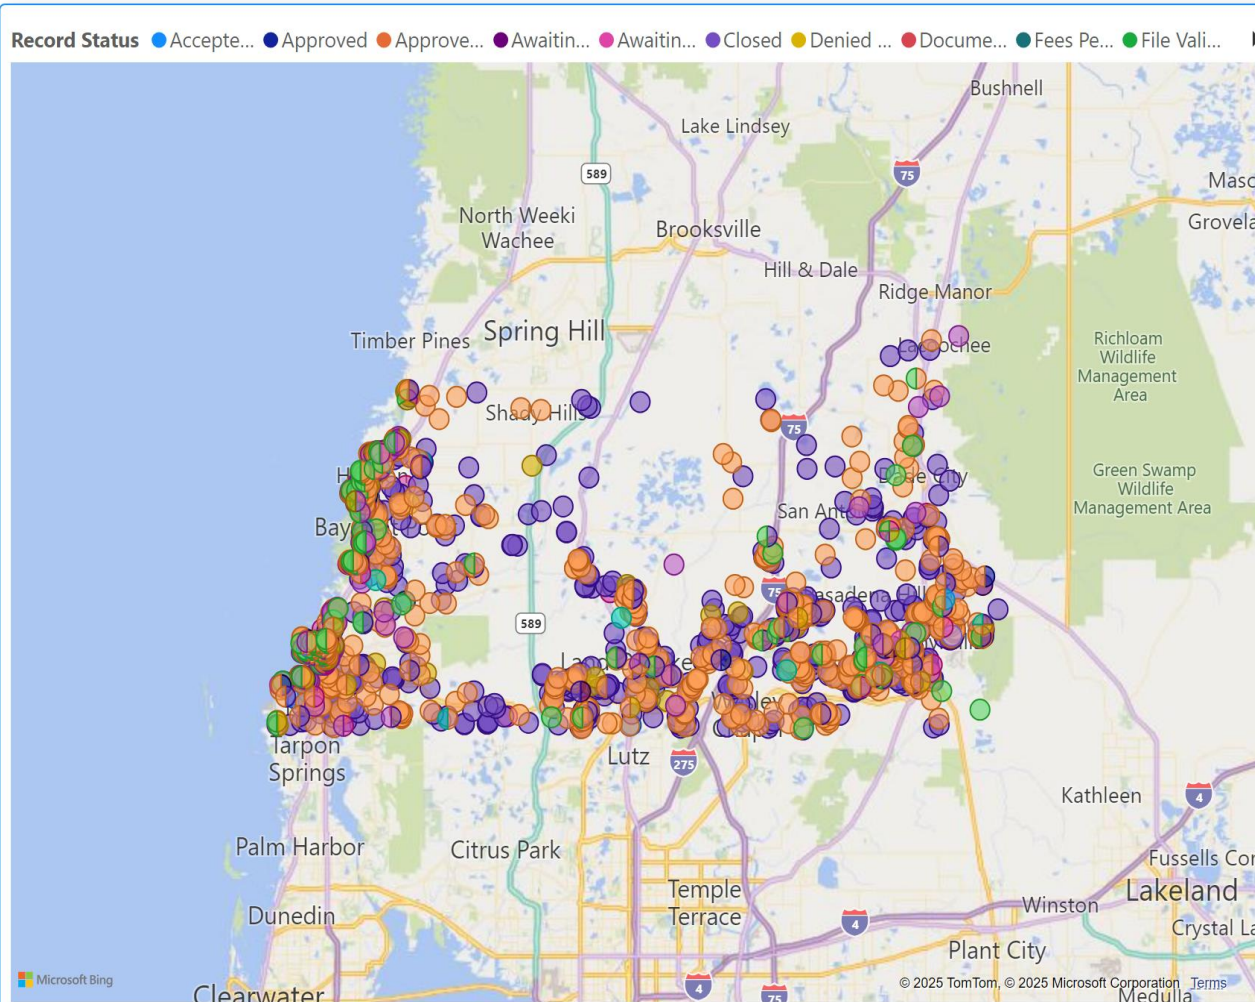 Record Status Accepte... Approved Approve... Awaitin... Awaitin... Closed Denied ... Docume... Fees Pe... File Vali...
Bushnell
Lake Lindsey
75
589
Masc
North Weeki
Wachee
Brooksville
Grovela
Hill & Dale
Ridge Manor
Timber Pines
Spring Hill
Richloam
Wildlife
Management
Area
Shady Hills
75
Green Swamp
Wildlife
Management Area
City
San Ant
75
589
Lutz
275
Tarpon
Springs
Kathleen
4
Palm Harbor
Citrus Park
Fussells Cor
Temple
Terrace
Lakeland
Winston
Dunedin
4
Crystal La
Plant City
Microsoft Bing
© 2025 TomTom, © 2025 Microsoft Corporation Terms
4
75
Clearwater
Medulla